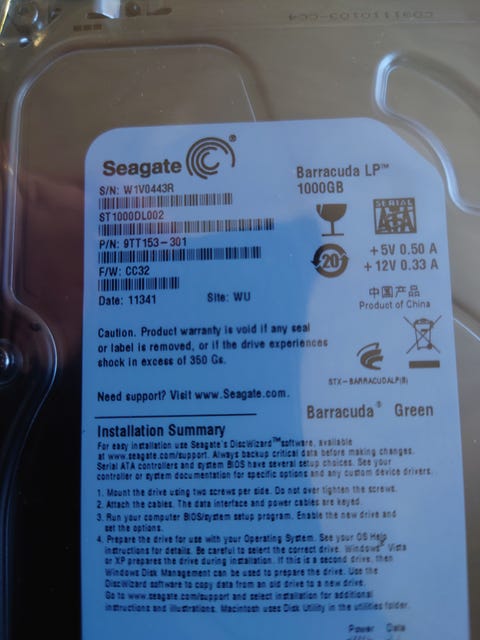 Seagate®
S/N: W1V0443R
ST1000DL002
P/N: 9TT153-301
F/W: CC32
Date: 11341 Site: WU
Barracuda LP™
1000GB
SERIAL
ATA
20
+5V 0.50 A
+12V 0.33 A
中国产品
Product of China
STX-BARRACUDALP(B)
Caution. Product warranty is void if any seal
or label is removed, or if the drive experiences
shock in excess of 350 Gs.
Need support? Visit www.Seagate.com.
Barracuda® Green
Installation Summary
For easy installation use Seagate's DiscWizard™ software, available
at www.seagate.com/support. Always backup critical data before making changes.
Serial ATA controllers and system BIOS have several setup choices. See your
controller or system documentation for specific options and any custom device drivers.
1. Mount the drive using two screws per side. Do not over tighten the screws.
2. Attach the cables. The data interface and power cables are keyed.
3. Run your computer BIOS/system setup program. Enable the new drive and
set the options.
4. Prepare the drive for use with your Operating System. See your OS Help
instructions for details. Be careful to select the correct drive. Windows® Vista
or XP prepares the drive during installation. If this is a second drive, then
Windows Disk Management can be used to prepare the drive. Use the
DiscWizard software to copy data from an old drive to a new drive.
Go to www.seagate.com/support and select installation for additional
instructions and illustrations. Macintosh uses Disk Utility in the utilities folder.
Power Data